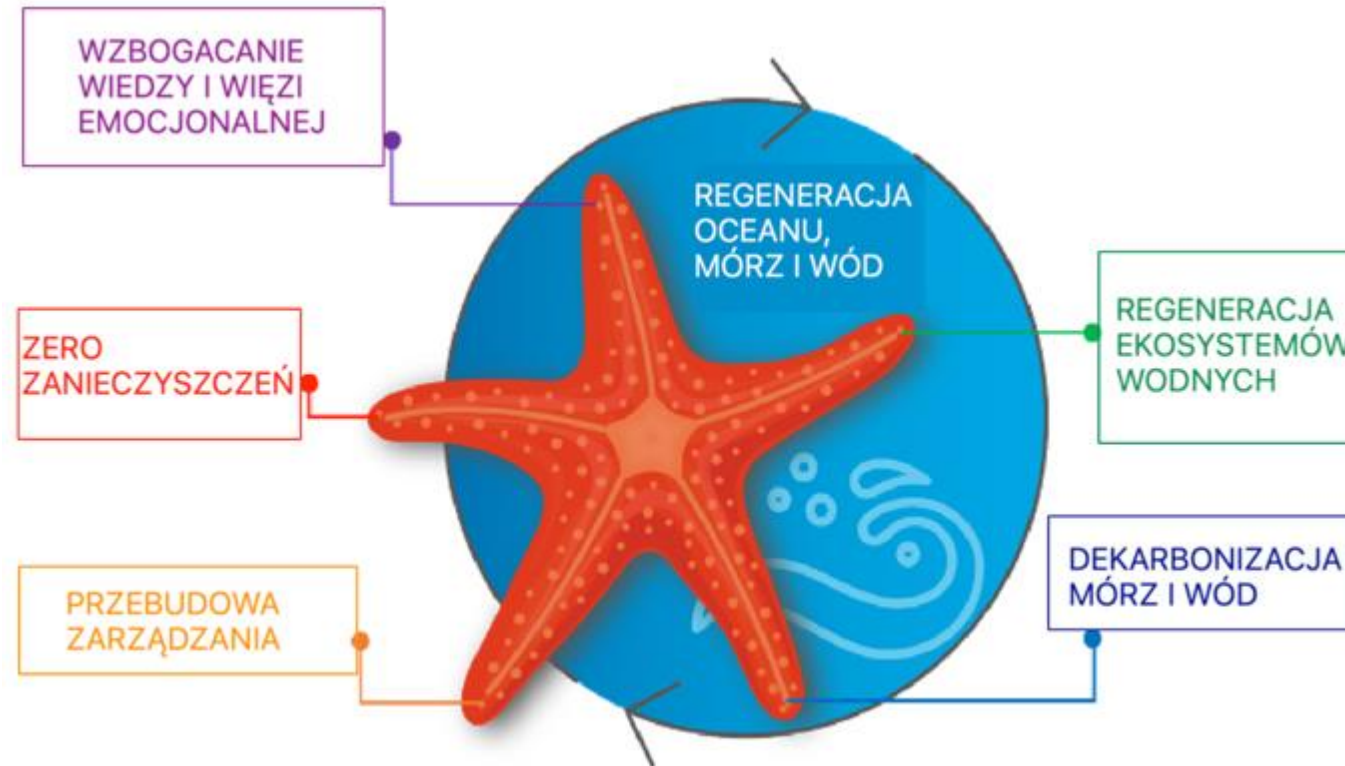 WZBOGACANIE
WIEDZY I WIĘZI
EMOCJONALNEJ
REGENERACJA
OCEANU,
MÓRZ I WÓD
ZERO
ZANIECZYSZCZEŃ
REGENERACJA
EKOSYSTEMÓW
WODNYCH
PRZEBUDOWA
ZARZĄDZANIA
DEKARBONIZACJA
MÓRZ I WÓD